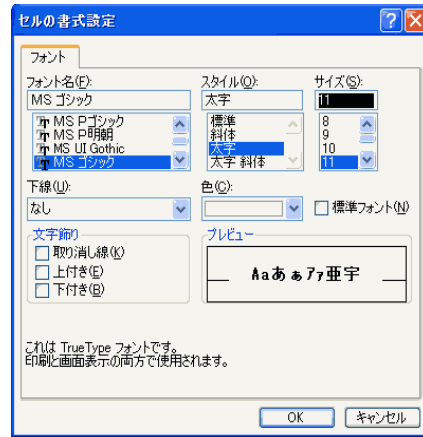 セルの書式設定
フォント
フォント名(F): スタイル(O): サイズ(S):
MS ゴシック 太字 11
MS Pゴシック 標準 8
MS P明朝 斜体 9
MS UI Gothic 太字 10
MS ゴシック 太字 斜体 11
下線(U): 色(C):
なし 標準フォント(N)
文字飾り プレビュー
取り消し線(K)
上付き(E)
下付き(B)
Aaあぁアァ亜宇
これは TrueType フォントです。
印刷と画面表示の両方で使用されます。
OK キャンセル